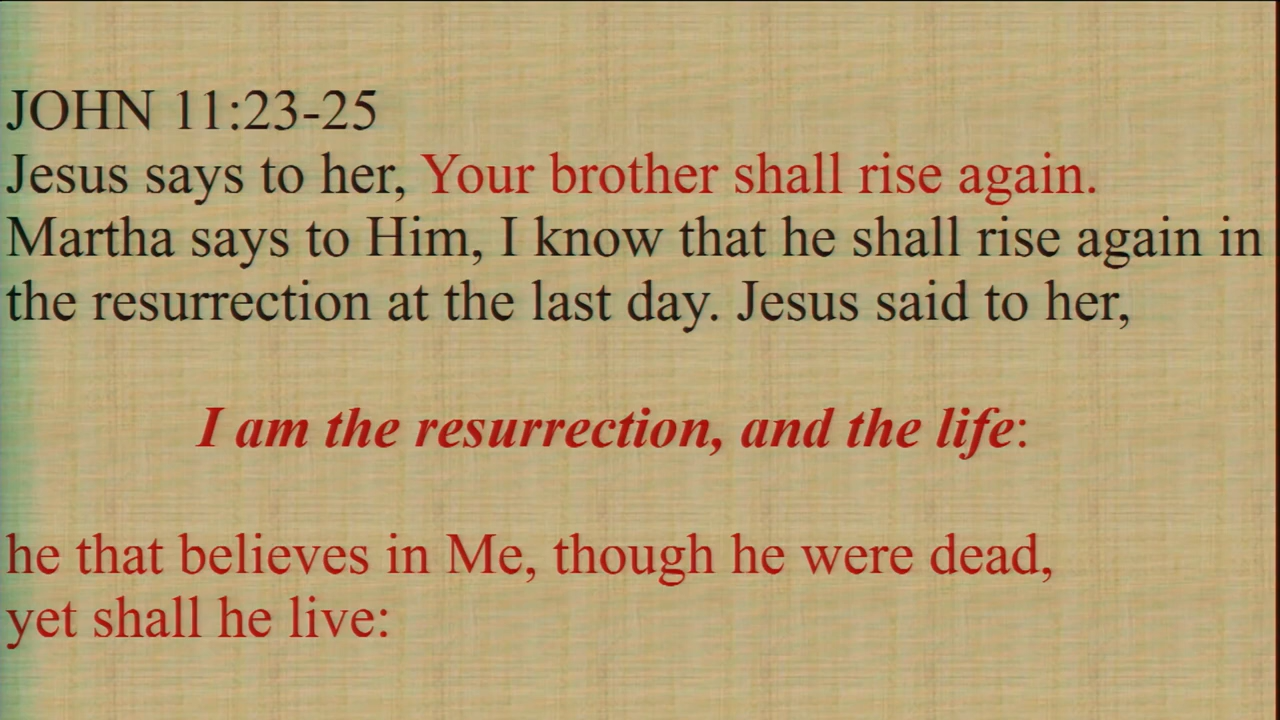 JOHN 11:23-25
Jesus says to her, Your brother shall rise again.
Martha says to Him, I know that he shall rise again in
the resurrection at the last day. Jesus said to her,
I am the resurrection, and the life:
he that believes in Me, though he were dead,
yet shall he live: